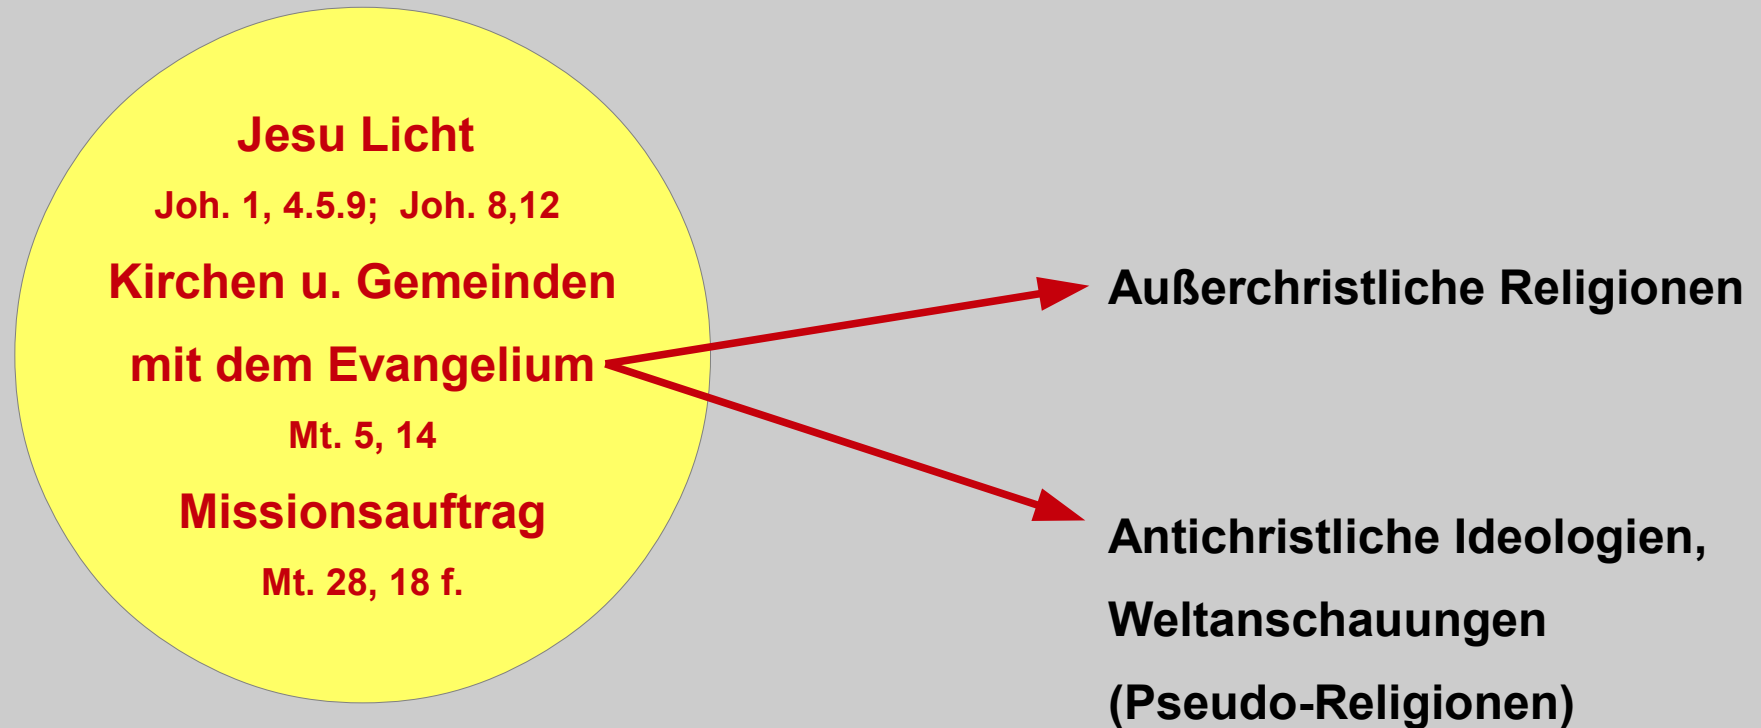 Jesu Licht
Joh. 1, 4.5.9; Joh. 8,12
Kirchen u. Gemeinden
mit dem Evangelium
Mt. 5, 14
Missionsauftrag
Mt. 28, 18 f.
Außerchristliche Religionen
Antichristliche Ideologien,
Weltanschauungen
(Pseudo-Religionen)